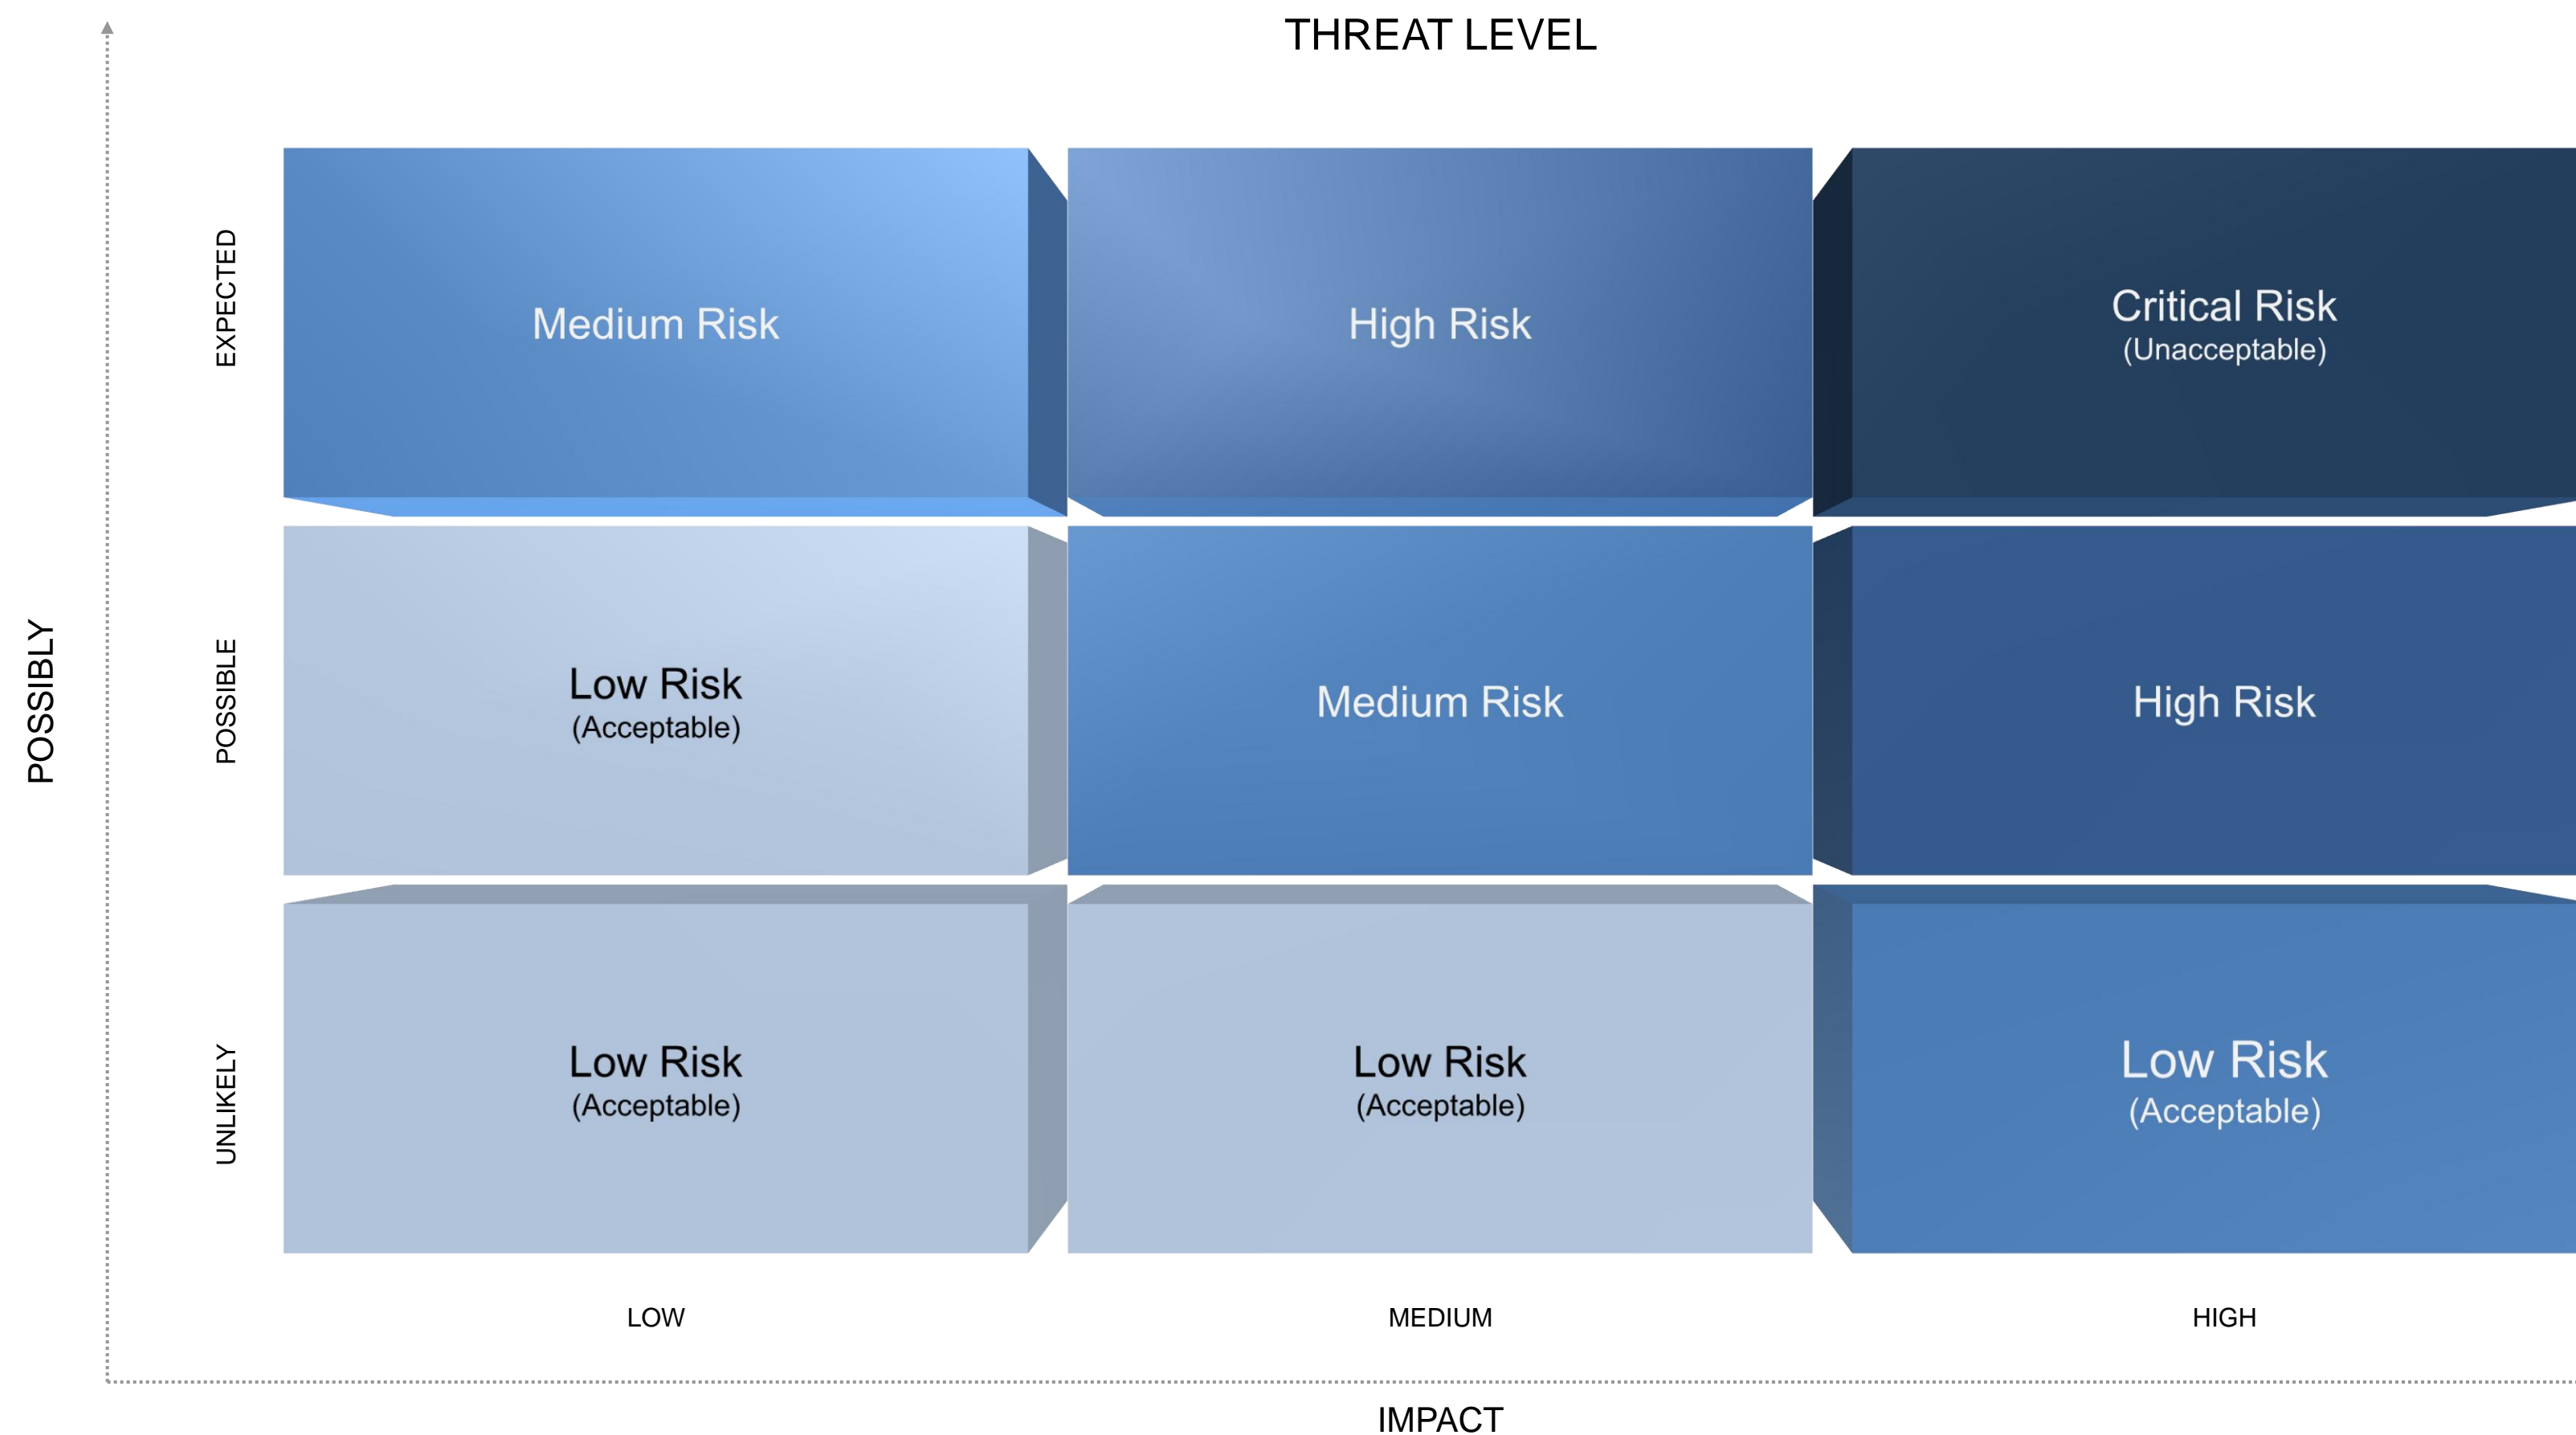 THREAT LEVEL
EXPECTED
Medium Risk
High Risk
Critical Risk
(Unacceptable)
POSSIBLY
POSSIBLE
Low Risk
(Acceptable)
Medium Risk
High Risk
UNLIKELY
Low Risk
(Acceptable)
Low Risk
(Acceptable)
Low Risk
(Acceptable)
LOW
MEDIUM
HIGH
IMPACT